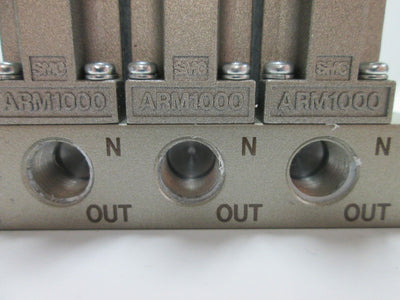 SMC SMC SMC
ARM1000 ARM1000 ARM1000
N N N
OUT OUT OUT